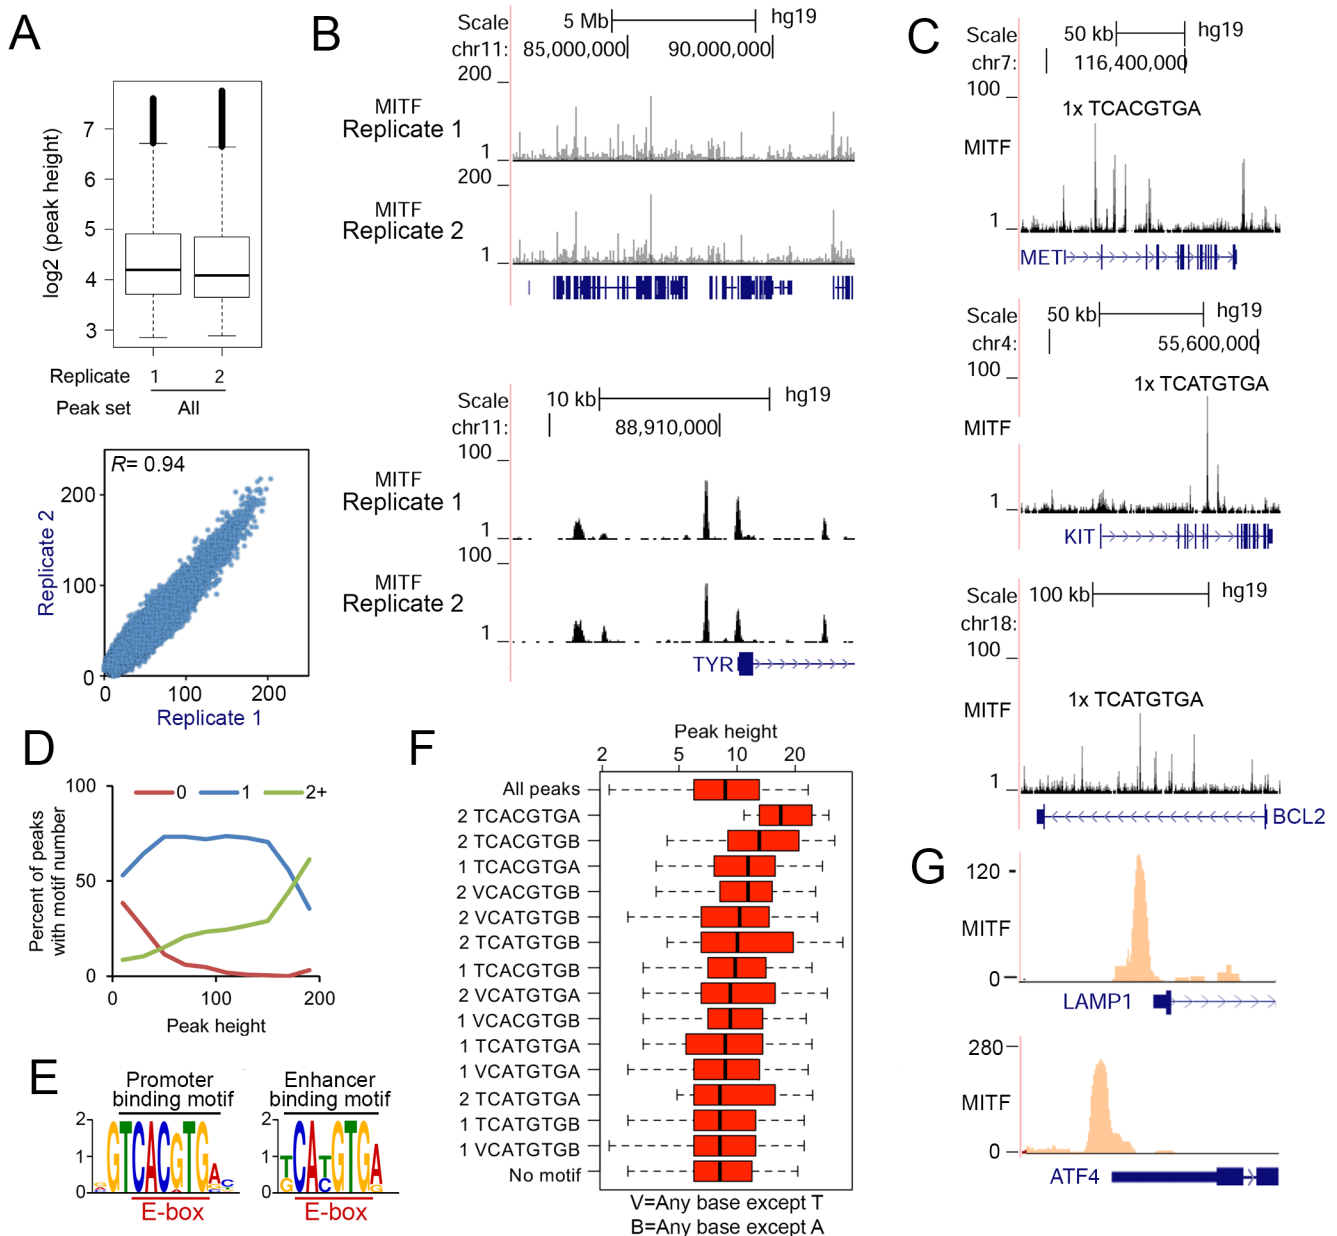 A
7
6
5
4
3
log2 (peak height)
Replicate 1 2
Peak set All
R= 0.94
200
100
0
Replicate 2
0 100 200
Replicate 1
B
Scale 5 Mb hg19
chr11: 85,000,000 90,000,000
200
MITF
Replicate 1
1
200
MITF
Replicate 2
1
Scale 10 kb hg19
chr11: 88,910,000
100
MITF
Replicate 1
1
100
MITF
Replicate 2
1
TYR
C
Scale 50 kb hg19
chr7: 116,400,000
100
1x TCACGTGA
MITF
1
MET
Scale 50 kb hg19
chr4: 55,600,000
100
1x TCATGTGA
MITF
1
KIT
Scale 100 kb hg19
chr18:
100
1x TCATGTGA
MITF
1
BCL2
D
100
50
0
0 1 2+
Percent of peaks
with motif number
0 100 200
Peak height
E
Promoter
binding motif
2
1
0
GTCACGTGA
E-box
Enhancer
binding motif
2
1
0
TCATGTGA
E-box
F
Peak height
2 5 10 20
All peaks
2 TCACGTGA
2 TCACGTGB
1 TCACGTGA
2 VCACGTGB
2 VCATGTGB
2 TCATGTGB
1 TCACGTGB
2 VCATGTGA
1 VCACGTGB
1 TCATGTGA
1 VCATGTGA
2 TCATGTGA
1 TCATGTGB
1 VCATGTGB
No motif
V=Any base except T
B=Any base except A
G
120
MITF
0
LAMP1
280
MITF
0
ATF4